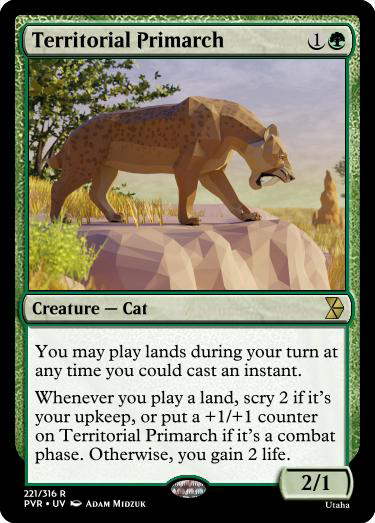 Territorial Primarch 1
Creature — Cat
You may play lands during your turn at
any time you could cast an instant.
Whenever you play a land, scry 2 if it's
your upkeep, or put a +1/+1 counter
on Territorial Primarch if it's a combat
phase. Otherwise, you gain 2 life.
2/1
221/316 R
PVR • UV Adam Midzuk
Utaha